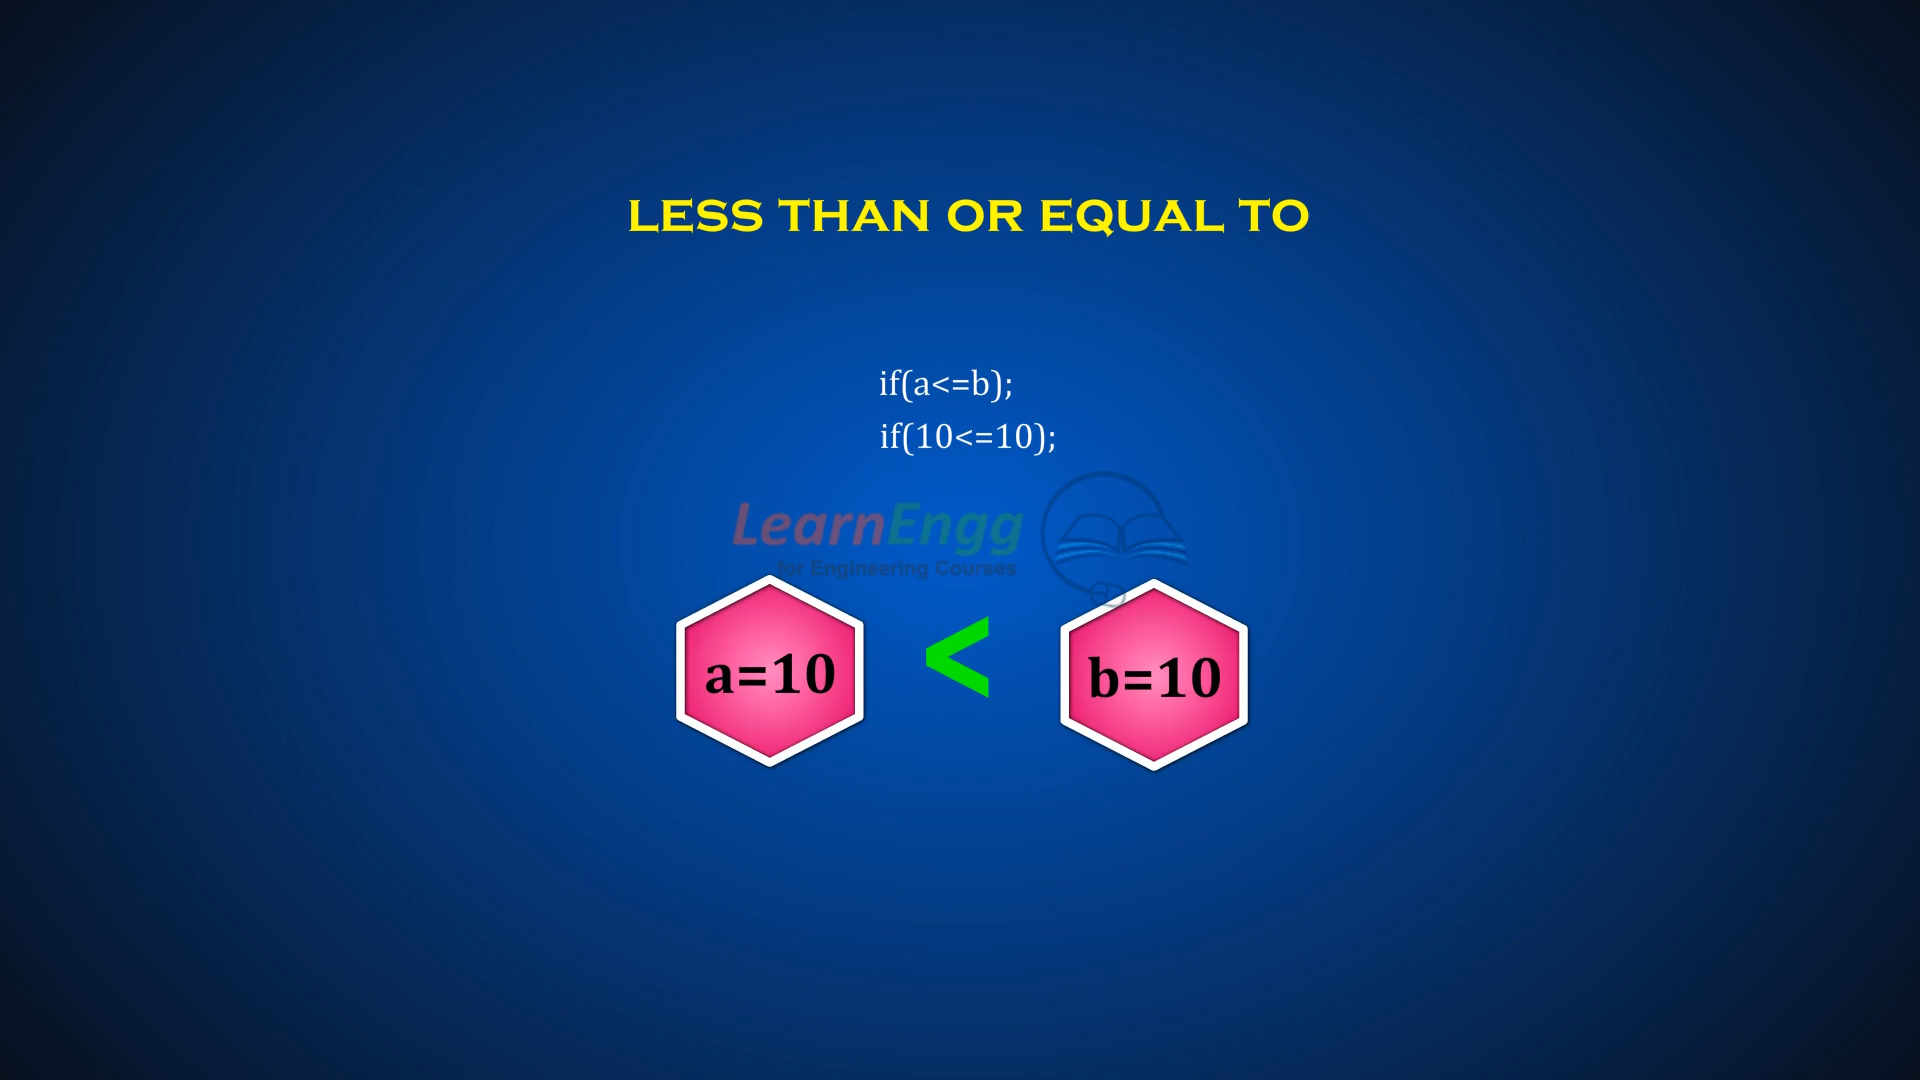 LESS THAN OR EQUAL TO
if(a<=b);
if(10<=10);
LearnEngg
for Engineering Courses
a=10 < b=10